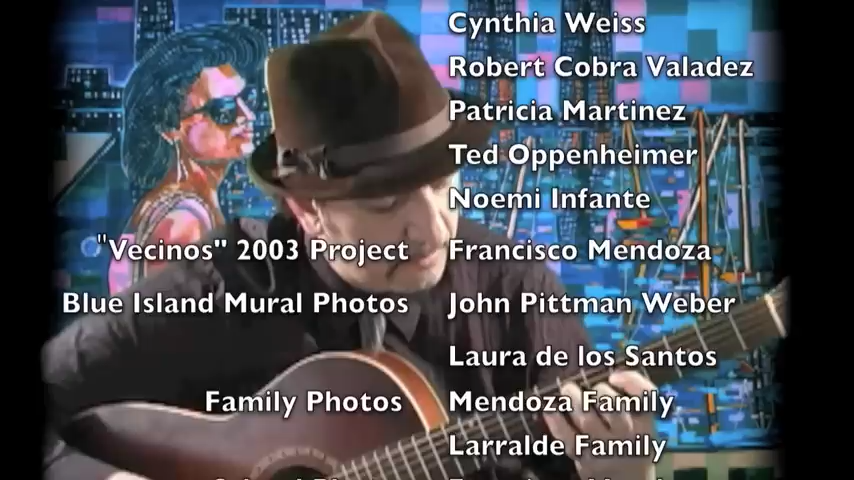 Cynthia Weiss
Robert Cobra Valadez
Patricia Martinez
Ted Oppenheimer
Noemi Infante
"Vecinos" 2003 Project Francisco Mendoza
Blue Island Mural Photos John Pittman Weber
Laura de los Santos
Family Photos Mendoza Family
Larralde Family